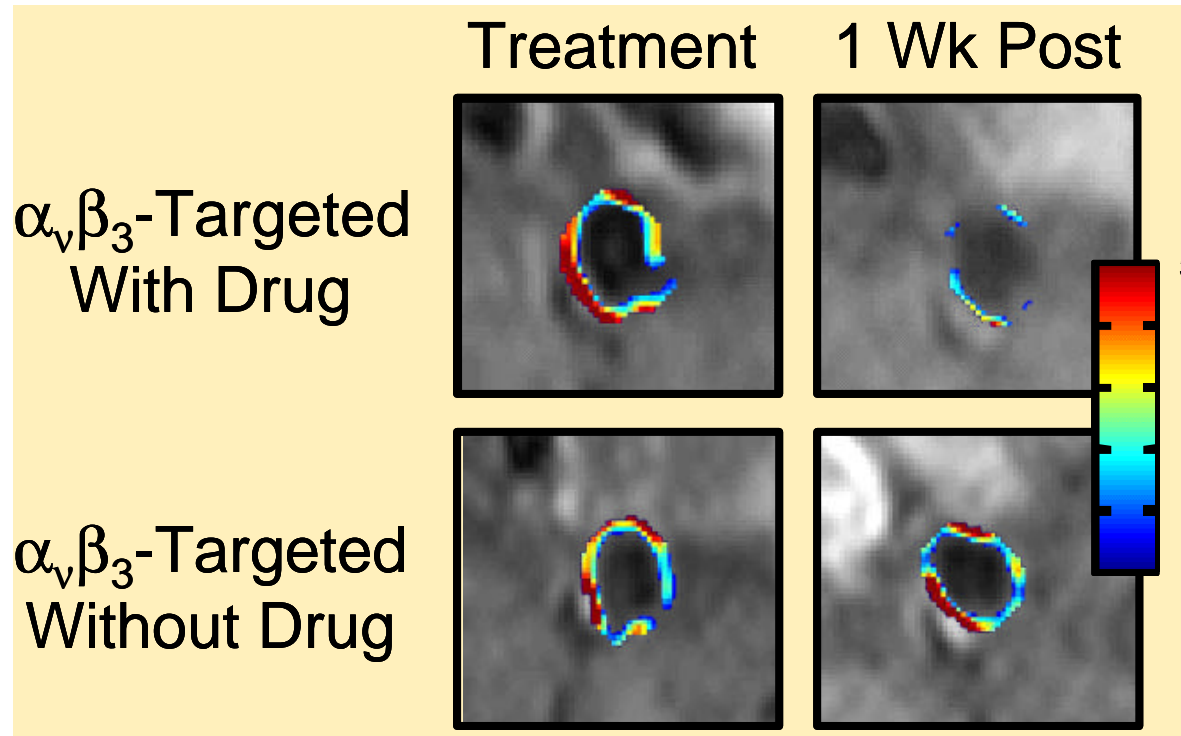 Treatment 1 Wk Post
αᵥβ₃-Targeted
With Drug
αᵥβ₃-Targeted
Without Drug